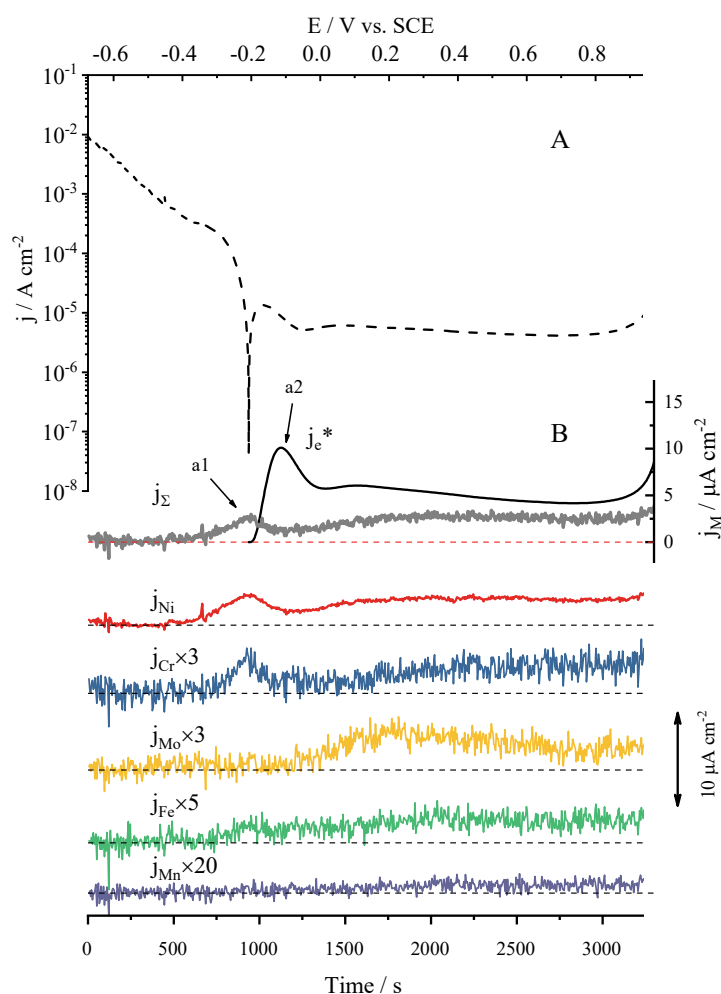 E / V vs. SCE
-0.6 -0.4 -0.2 0.0 0.2 0.4 0.6 0.8
10⁻¹
10⁻²
10⁻³
10⁻⁴
10⁻⁵
10⁻⁶
10⁻⁷
10⁻⁸
j / A cm⁻²
A
a2
jₑ*
B
a1
j_Σ
15
10
5
0
j_M / μA cm⁻²
j_Ni
j_Cr×3
j_Mo×3
j_Fe×5
j_Mn×20
10 μA cm⁻²
0 500 1000 1500 2000 2500 3000
Time / s